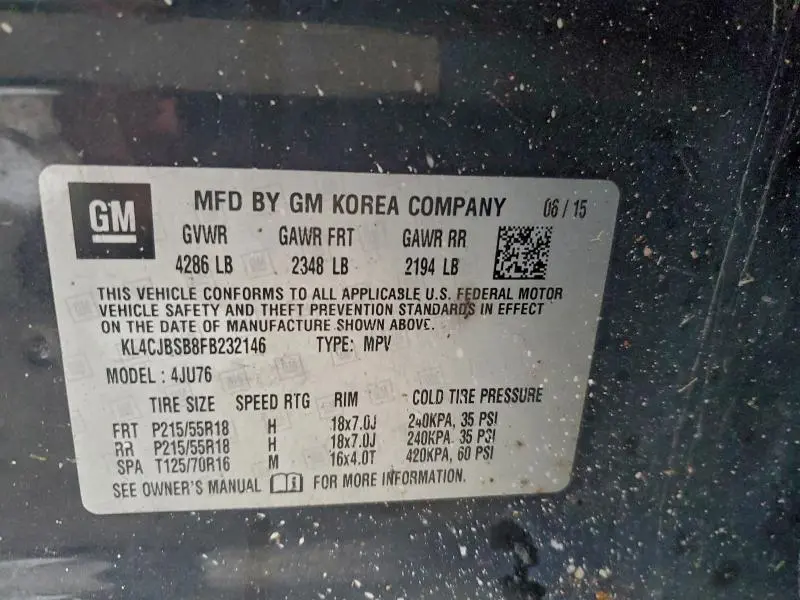 GM MFD BY GM KOREA COMPANY 06/15
GVWR GAWR FRT GAWR RR
4286 LB 2348 LB 2194 LB
THIS VEHICLE CONFORMS TO ALL APPLICABLE U.S. FEDERAL MOTOR
VEHICLE SAFETY AND THEFT PREVENTION STANDARDS IN EFFECT
ON THE DATE OF MANUFACTURE SHOWN ABOVE.
KL4CJBSB8FB232146 TYPE: MPV
MODEL : 4JU76
TIRE SIZE SPEED RTG RIM COLD TIRE PRESSURE
FRT P215/55R18 H 18x7.0J 240KPA, 35 PSI
RR P215/55R18 H 18x7.0J 240KPA, 35 PSI
SPA T125/70R16 M 16x4.0T 420KPA, 60 PSI
SEE OWNER'S MANUAL FOR MORE INFORMATION.